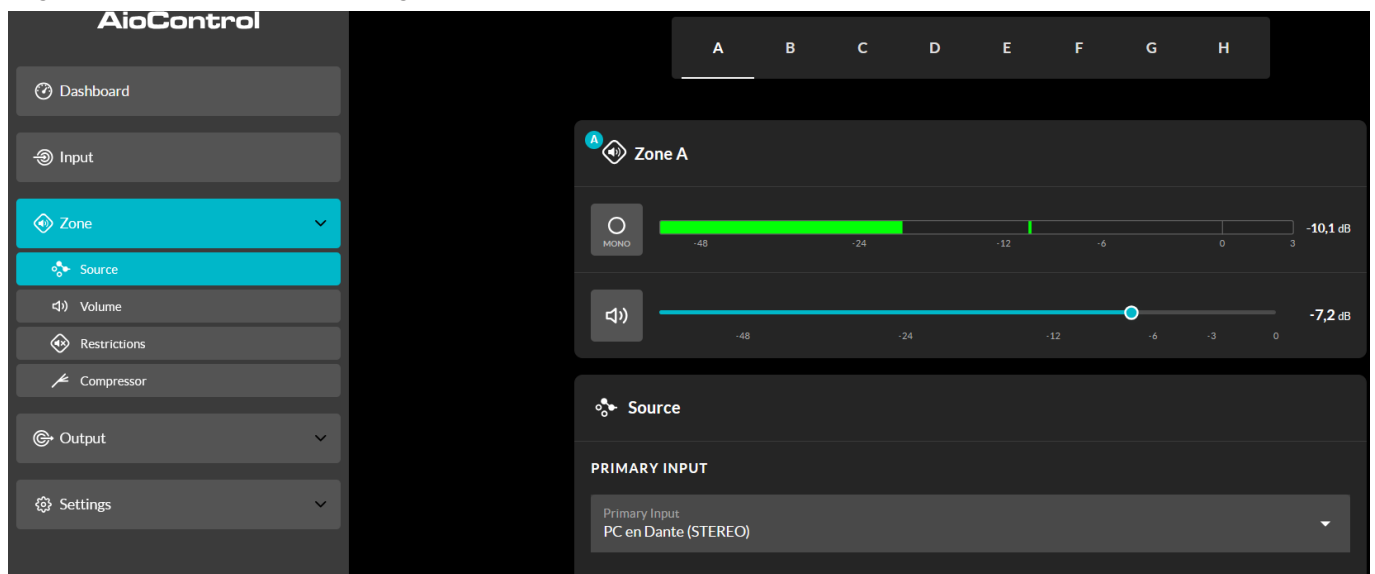 AioControl
Dashboard
Input
Zone
Source
Volume
Restrictions
Compressor
Output
Settings
A B C D E F G H
A Zone A
MONO
-48 -24 -12 -6 0 3
-10,1 dB
-48 -24 -12 -6 -3 0
-7,2 dB
Source
PRIMARY INPUT
Primary Input
PC en Dante (STEREO)